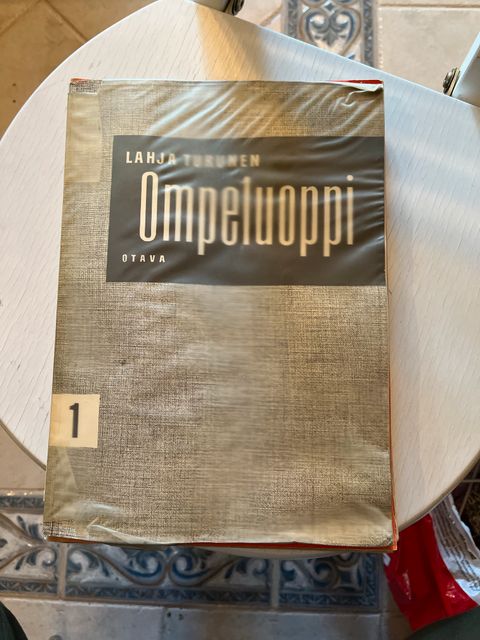 LAHJA TURUNEN
Ompeluoppi
OTAVA
1